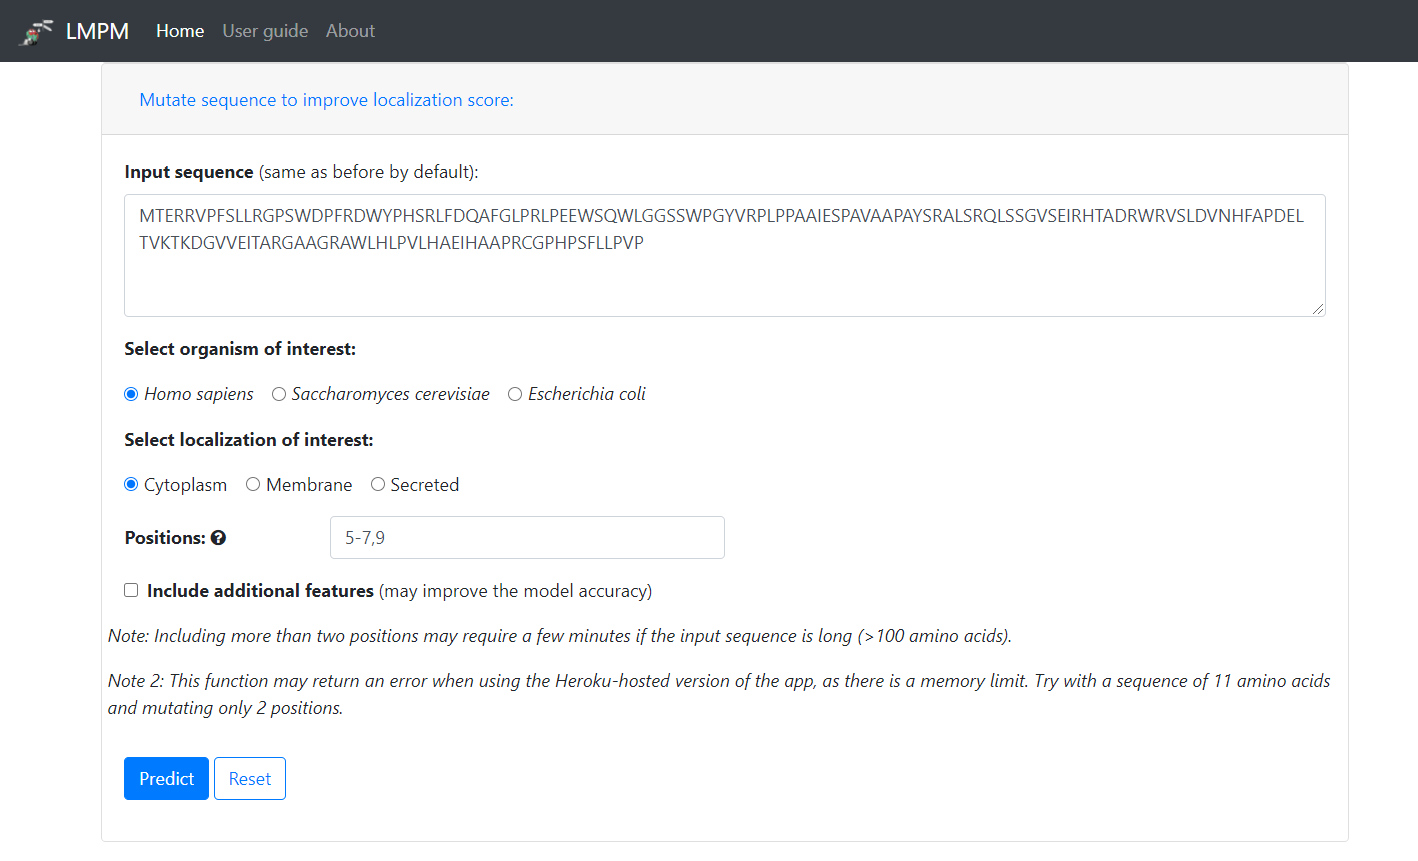 LMPM Home User guide About
Mutate sequence to improve localization score:
Input sequence (same as before by default):
MTERRVPFSLLRGPSWDPFRDWYPHSRLFDQAFGLPRLPEEWSQWLGGSSWPGYVRPLPPAAIESPAVAAPAYSRALSRQLSSGVSEIRHTADRWRVSLDVNHFAPDEL
TVKTKDGVVEITARGAAGRAWLHLPVLHAEIHAAPRCGPHPSFLLPVP
Select organism of interest:
Homo sapiens Saccharomyces cerevisiae Escherichia coli
Select localization of interest:
Cytoplasm Membrane Secreted
Positions: 5-7,9
Include additional features (may improve the model accuracy)
Note: Including more than two positions may require a few minutes if the input sequence is long (>100 amino acids).
Note 2: This function may return an error when using the Heroku-hosted version of the app, as there is a memory limit. Try with a sequence of 11 amino acids
and mutating only 2 positions.
Predict Reset